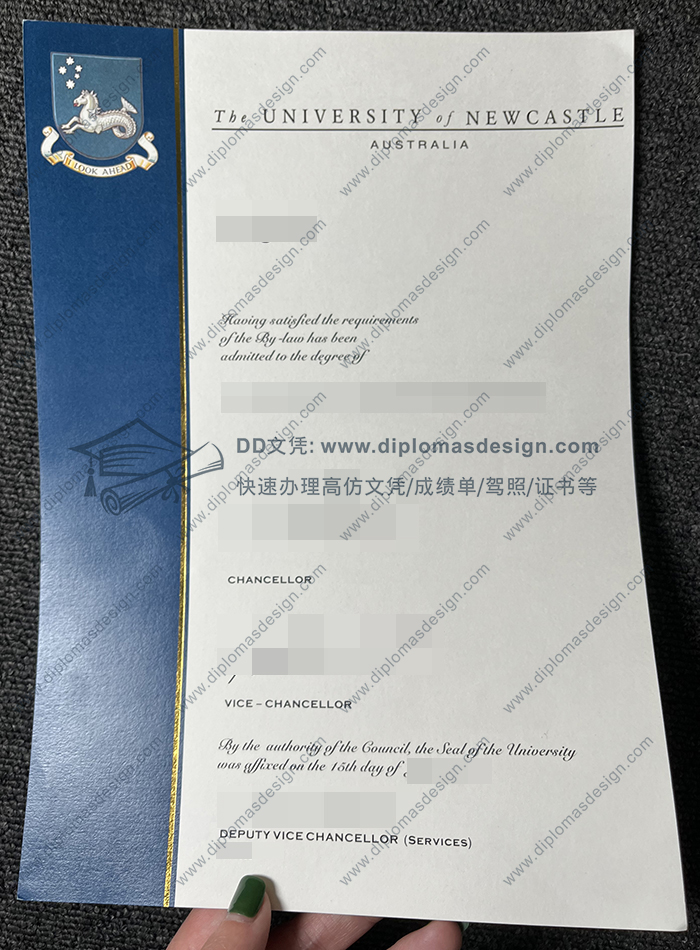 The UNIVERSITY of NEWCASTLE
AUSTRALIA
I LOOK AHEAD
Having satisfied the requirements
of the By-law has been
admitted to the degree of
DD文凭: www.diplomasdesign.com
快速办理高仿文凭/成绩单/驾照/证书等
CHANCELLOR
VICE – CHANCELLOR
By the authority of the Council, the Seal of the University
was affixed on the 15th day of
DEPUTY VICE CHANCELLOR (SERVICES)
www.diplomasdesign.com